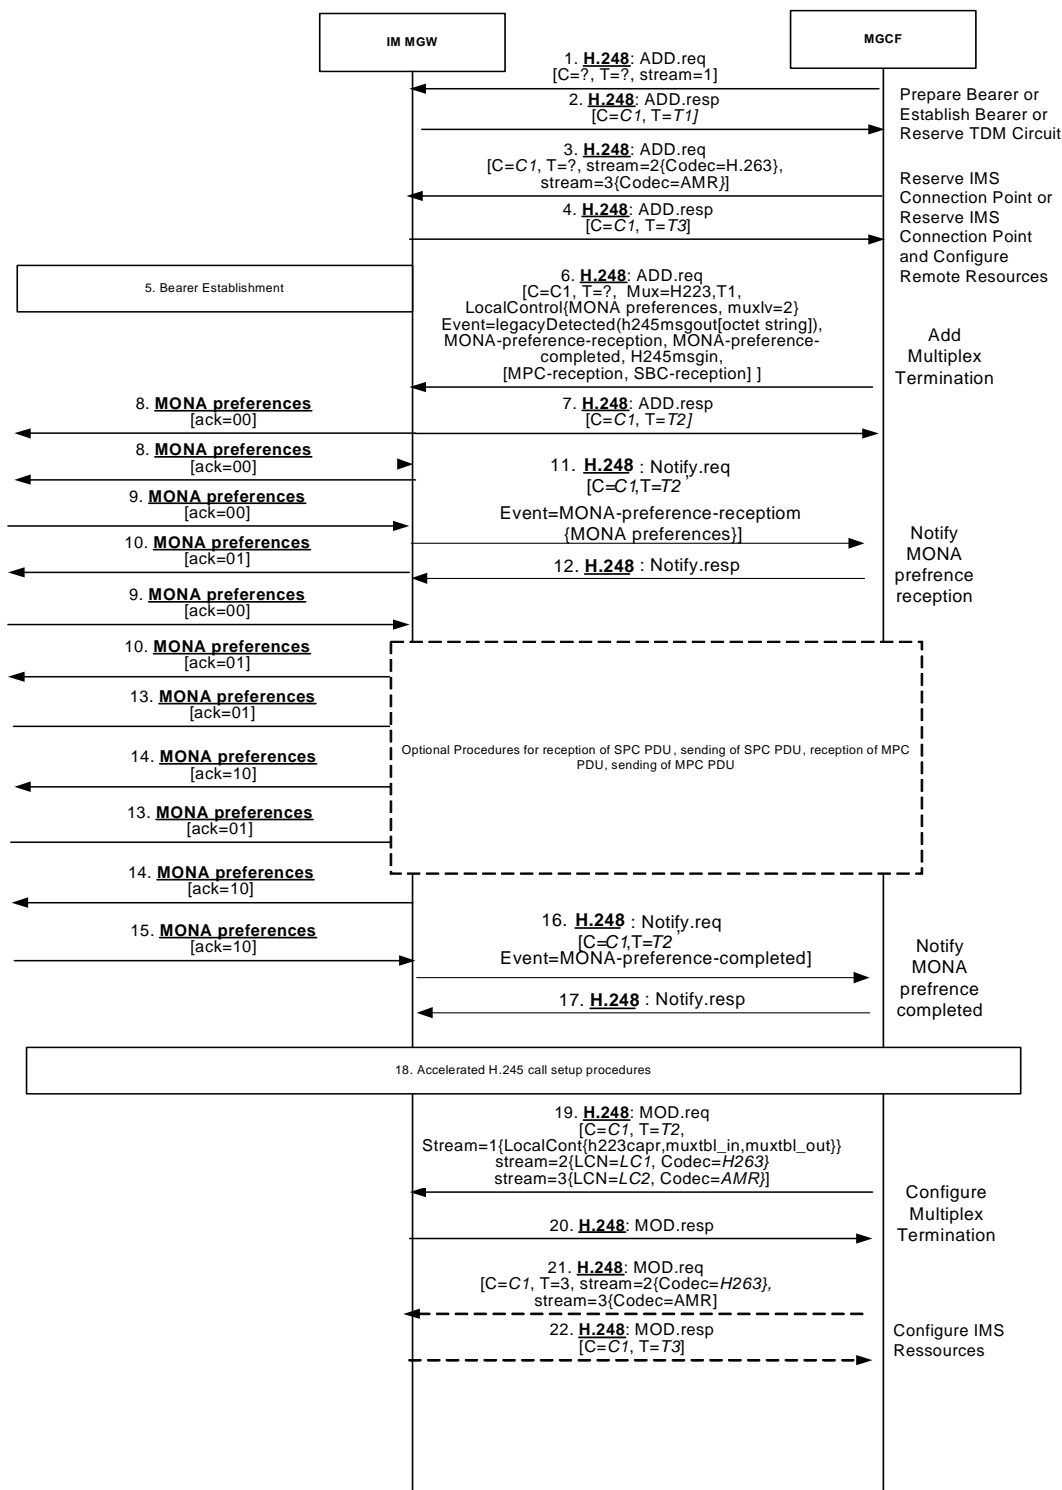 IM MGW
MGCF
1. H.248: ADD.req
[C=?, T=?, stream=1]
2. H.248: ADD.resp
[C=C1, T=T1]
Prepare Bearer or
Establish Bearer or
Reserve TDM Circuit
3. H.248: ADD.req
[C=C1, T=?, stream=2{Codec=H.263},
stream=3{Codec=AMR}]
4. H.248: ADD.resp
[C=C1, T=T3]
Reserve IMS
Connection Point or
Reserve IMS
Connection Point
and Configure
Remote Resources
5. Bearer Establishment
6. H.248: ADD.req
[C=C1, T=?, Mux=H223,T1,
LocalControl{MONA preferences, muxlv=2}
Event=legacyDetected(h245msgout[octet string]),
MONA-preference-reception, MONA-preference-
completed, H245msgin,
[MPC-reception, SBC-reception] ]
Add
Multiplex
Termination
8. MONA preferences
[ack=00]
7. H.248: ADD.resp
[C=C1, T=T2]
8. MONA preferences
[ack=00]
11. H.248 : Notify.req
[C=C1,T=T2,
Event=MONA-preference-receptiom
{MONA preferences}]
9. MONA preferences
[ack=00]
10. MONA preferences
[ack=01]
12. H.248 : Notify.resp
Notify
MONA
prefrence
reception
9. MONA preferences
[ack=00]
10. MONA preferences
[ack=01]
13. MONA preferences
[ack=01]
Optional Procedures for reception of SPC PDU, sending of SPC PDU, reception of MPC
PDU, sending of MPC PDU
14. MONA preferences
[ack=10]
13. MONA preferences
[ack=01]
14. MONA preferences
[ack=10]
15. MONA preferences
[ack=10]
16. H.248 : Notify.req
[C=C1,T=T2,
Event=MONA-preference-completed]
17. H.248 : Notify.resp
Notify
MONA
prefrence
completed
18. Accelerated H.245 call setup procedures
19. H.248: MOD.req
[C=C1, T=T2,
Stream=1{LocalCont{h223capr,muxtbl_in,muxtbl_out}}
stream=2{LCN=LC1, Codec=H263}
stream=3{LCN=LC2, Codec=AMR}]
20. H.248: MOD.resp
Configure
Multiplex
Termination
21. H.248: MOD.req
[C=C1, T=3, stream=2{Codec=H263},
stream=3{Codec=AMR]
22. H.248: MOD.resp
[C=C1, T=T3]
Configure IMS
Ressources